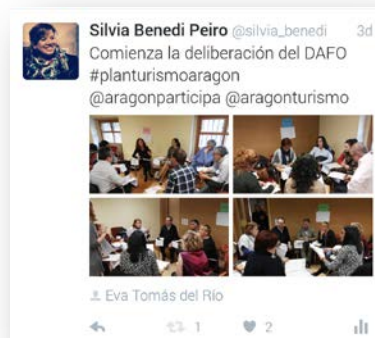 Silvia Benedi Peiro @silvia_benedi 3d
Comienza la deliberación del DAFO
#planturismoaragon
@aragonparticipa @aragonturismo
Eva Tomás del Río
1 2